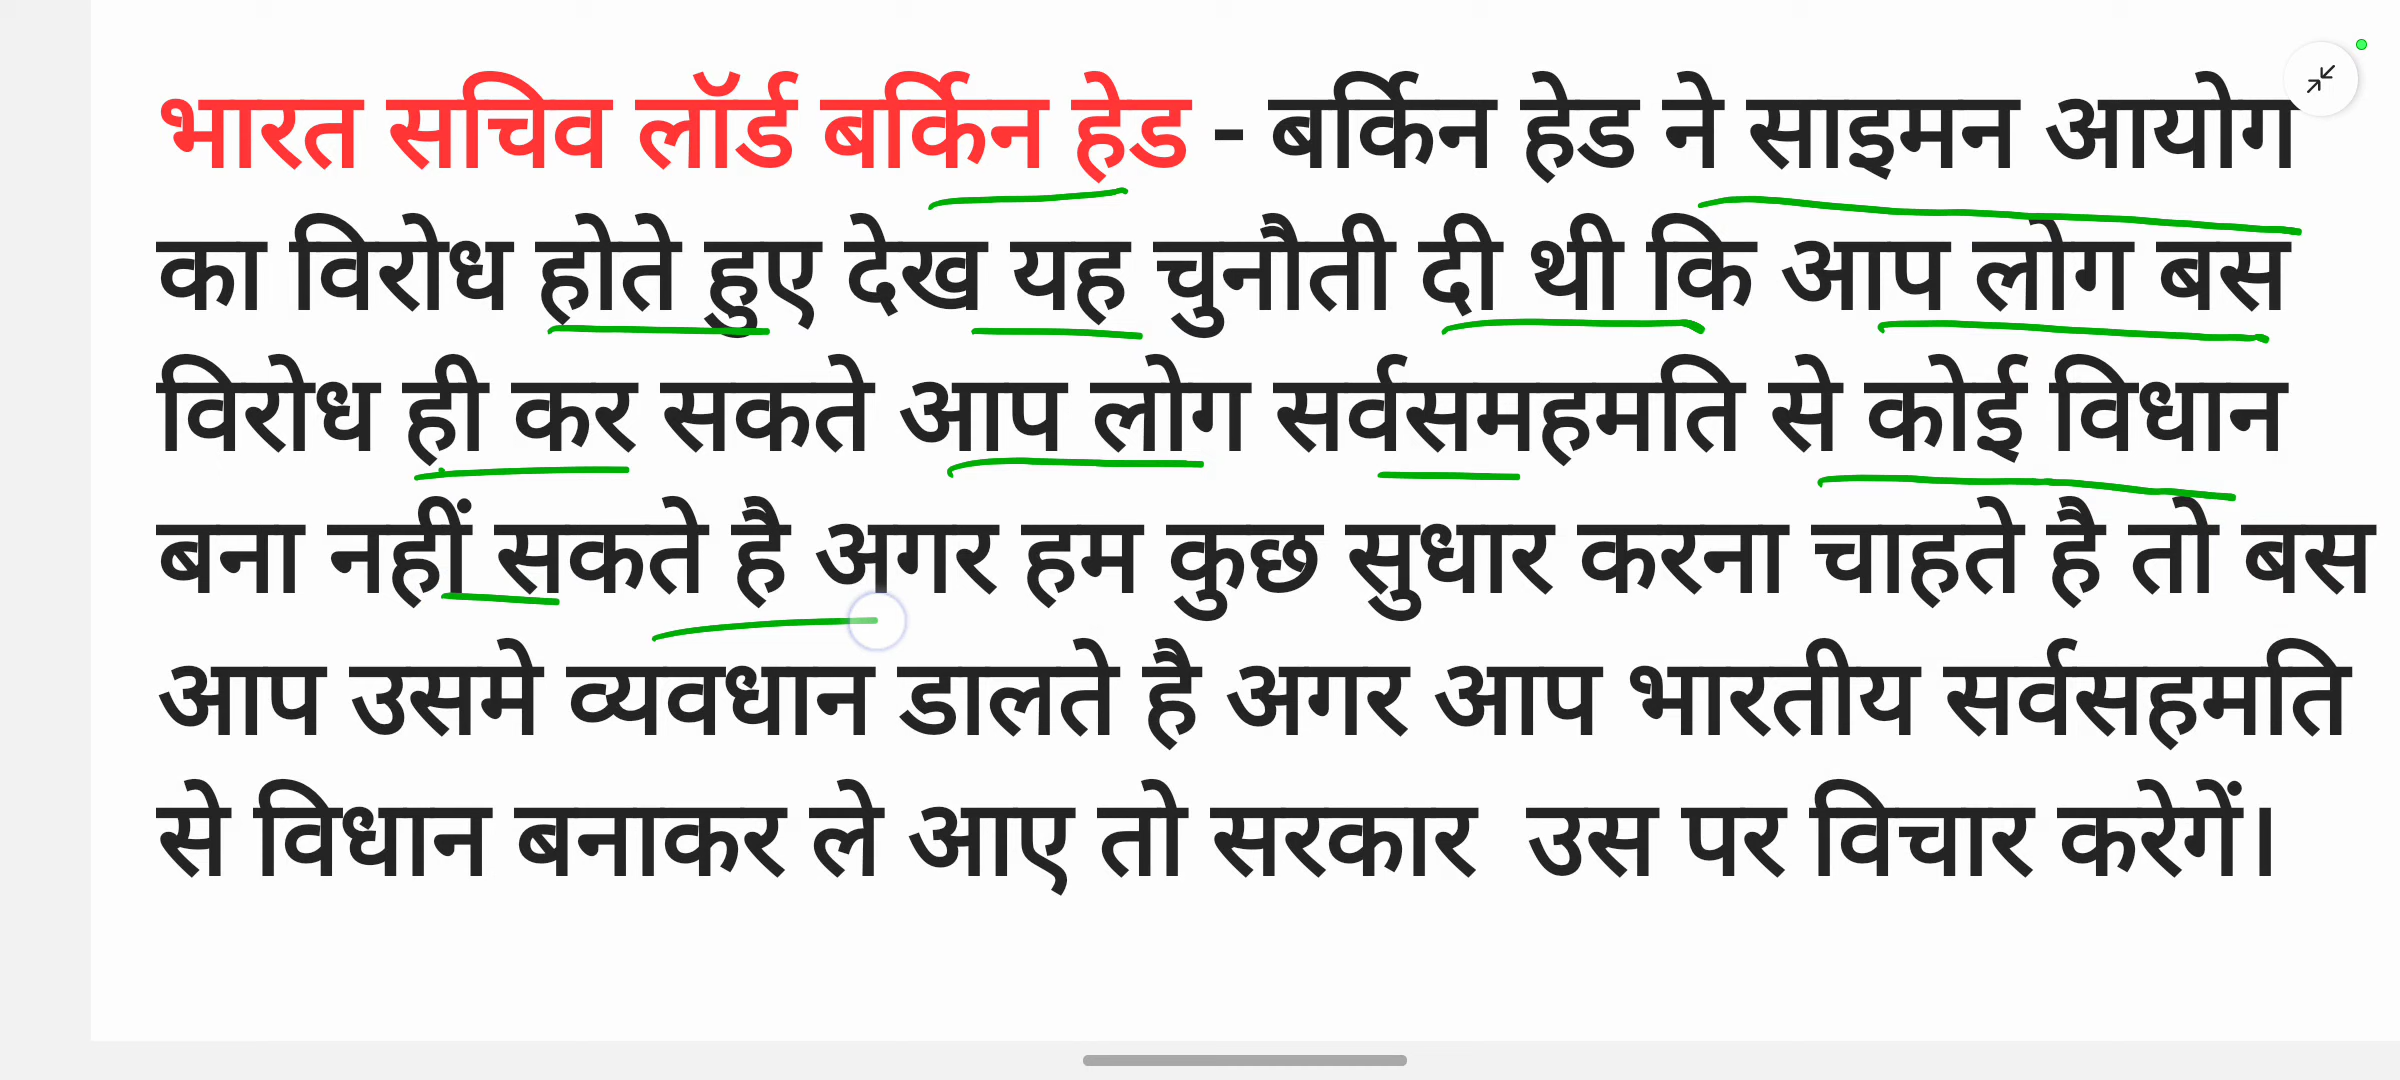 भारत सचिव लॉर्ड बर्किन हेड - बर्किन हेड ने साइमन आयोग
का विरोध होते हुए देख यह चुनौती दी थी कि आप लोग बस
विरोध ही कर सकते आप लोग सर्वसमहमति से कोई विधान
बना नहीं सकते है अगर हम कुछ सुधार करना चाहते है तो बस
आप उसमे व्यवधान डालते है अगर आप भारतीय सर्वसहमति
से विधान बनाकर ले आए तो सरकार उस पर विचार करेगें।